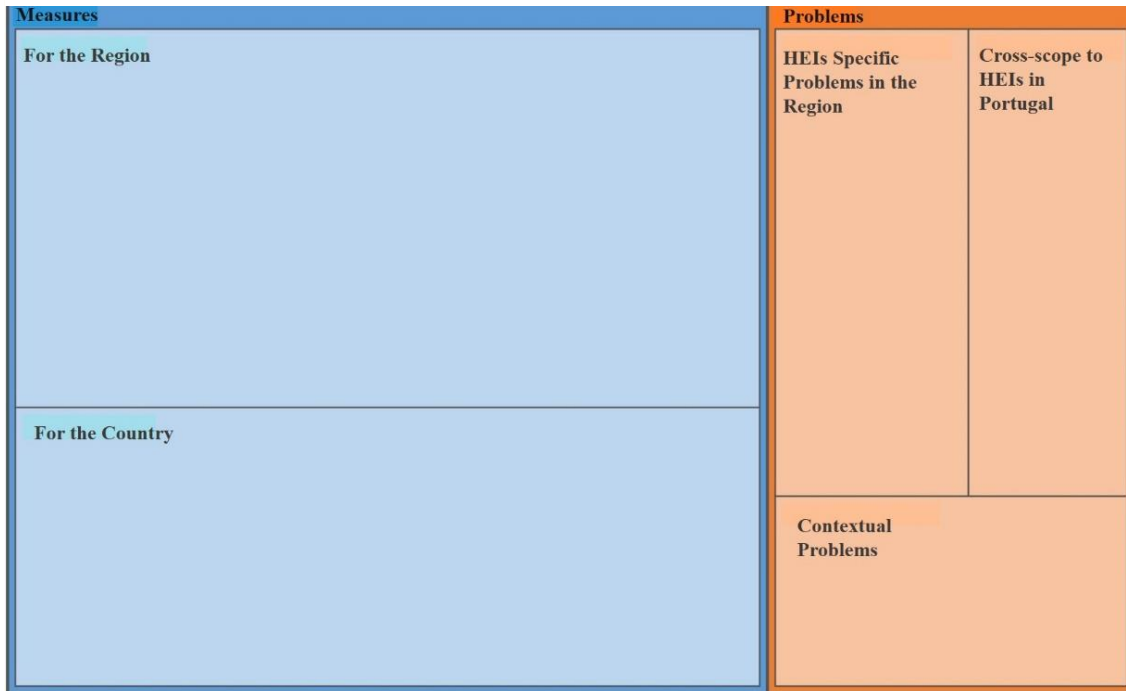 Measures
For the Region
For the Country
Problems
HEIs Specific
Problems in the
Region
Cross-scope to
HEIs in
Portugal
Contextual
Problems